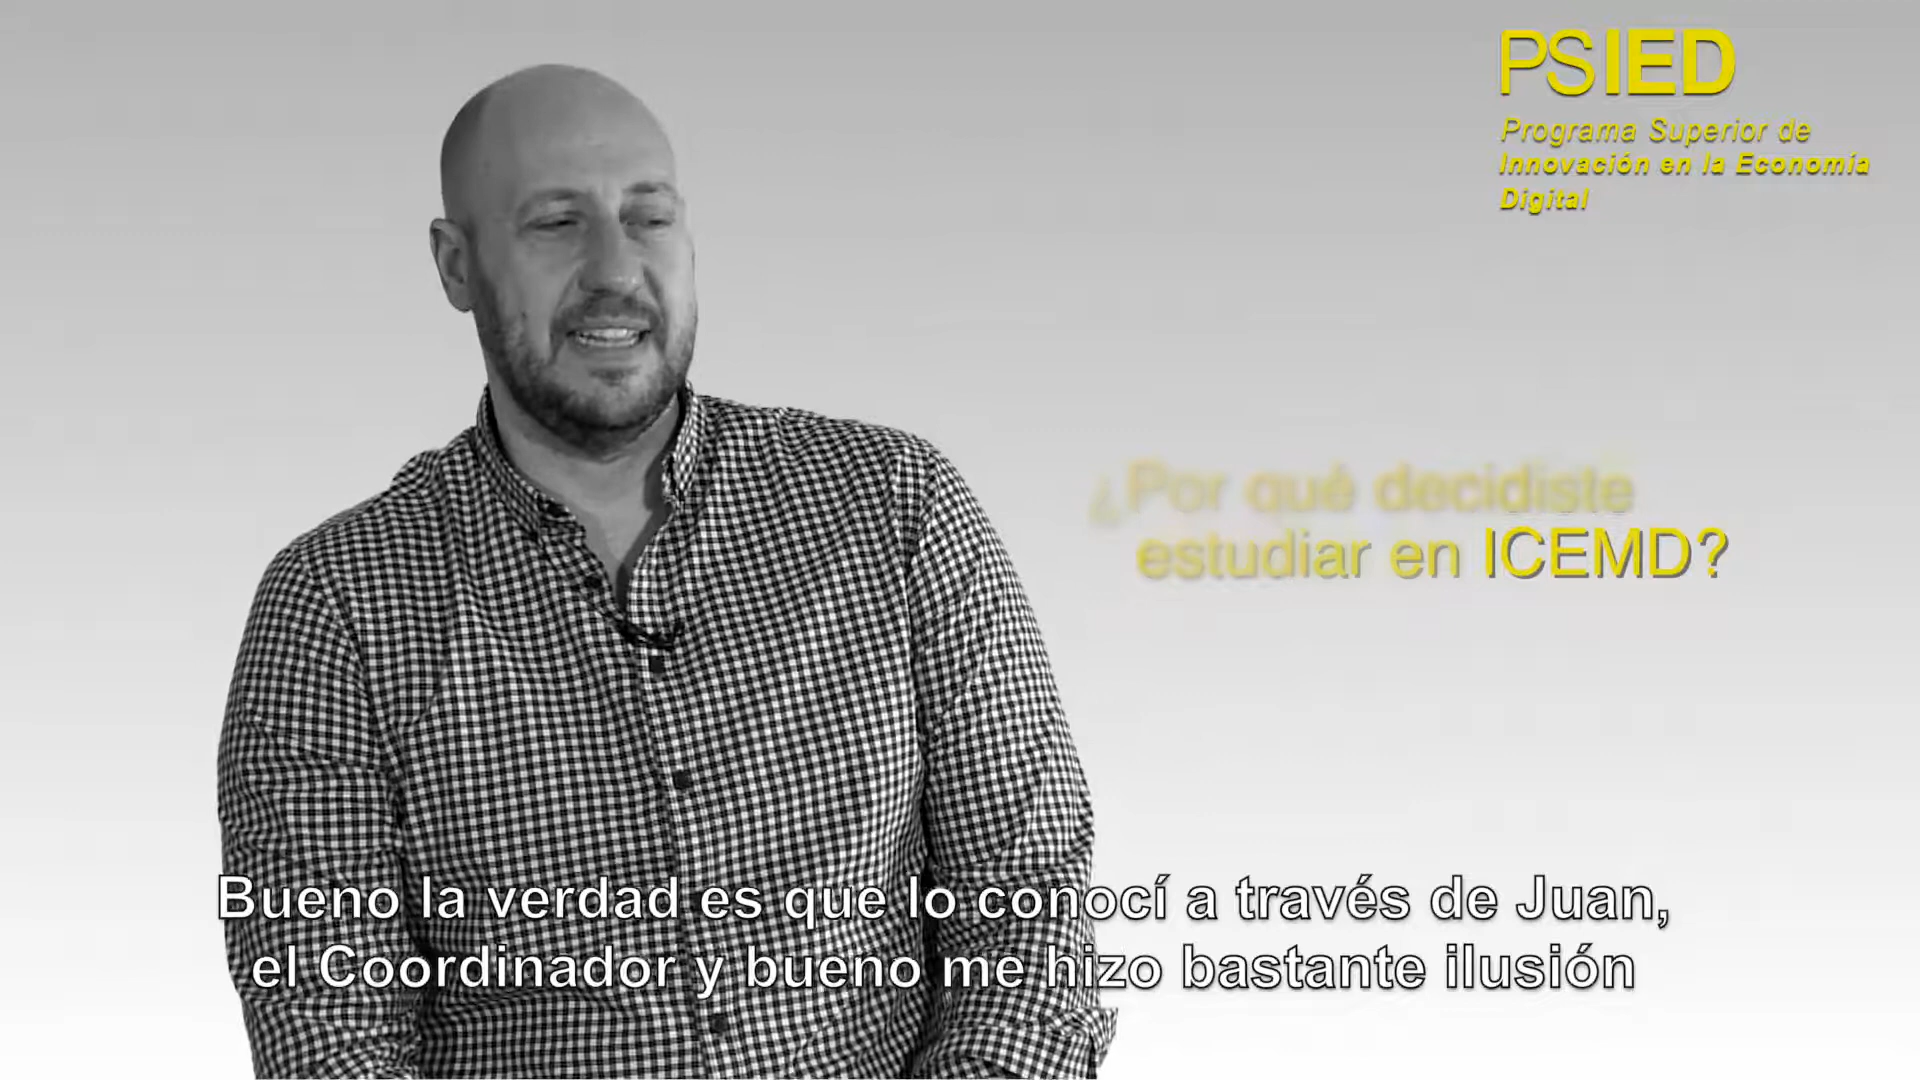 PSIED
Programa Superior de
Innovación en la Economía
Digital
¿Por qué decidiste
estudiar en ICEMD?
Bueno la verdad es que lo conocí a través de Juan,
el Coordinador y bueno me hizo bastante ilusión